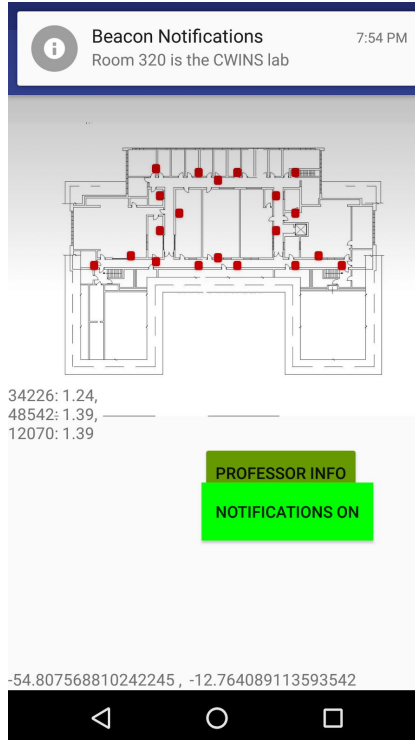 Beacon Notifications
7:54 PM
Room 320 is the CWINS lab
34226: 1.24,
48542: 1.39,
12070: 1.39
PROFESSOR INFO
NOTIFICATIONS ON
-54.807568810242245 , -12.764089113593542